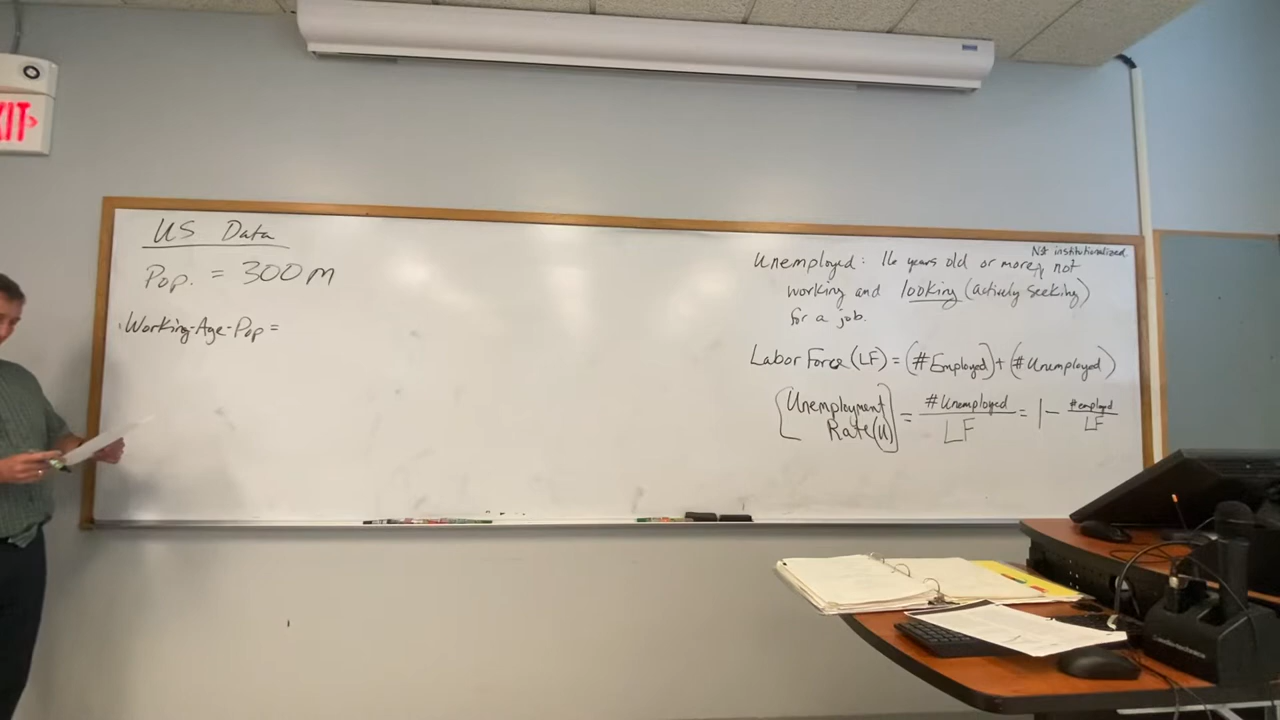 US Data
Pop. = 300m
Working-Age-Pop =
Not institutionalized
Unemployed: 16 years old or more, not
working and looking (actively seeking)
for a job.
Labor Force (LF) = (#Employed) + (#Unemployed)
[Unemployment Rate(u)] = #Unemployed / LF = 1 - #employed / LF
EXIT